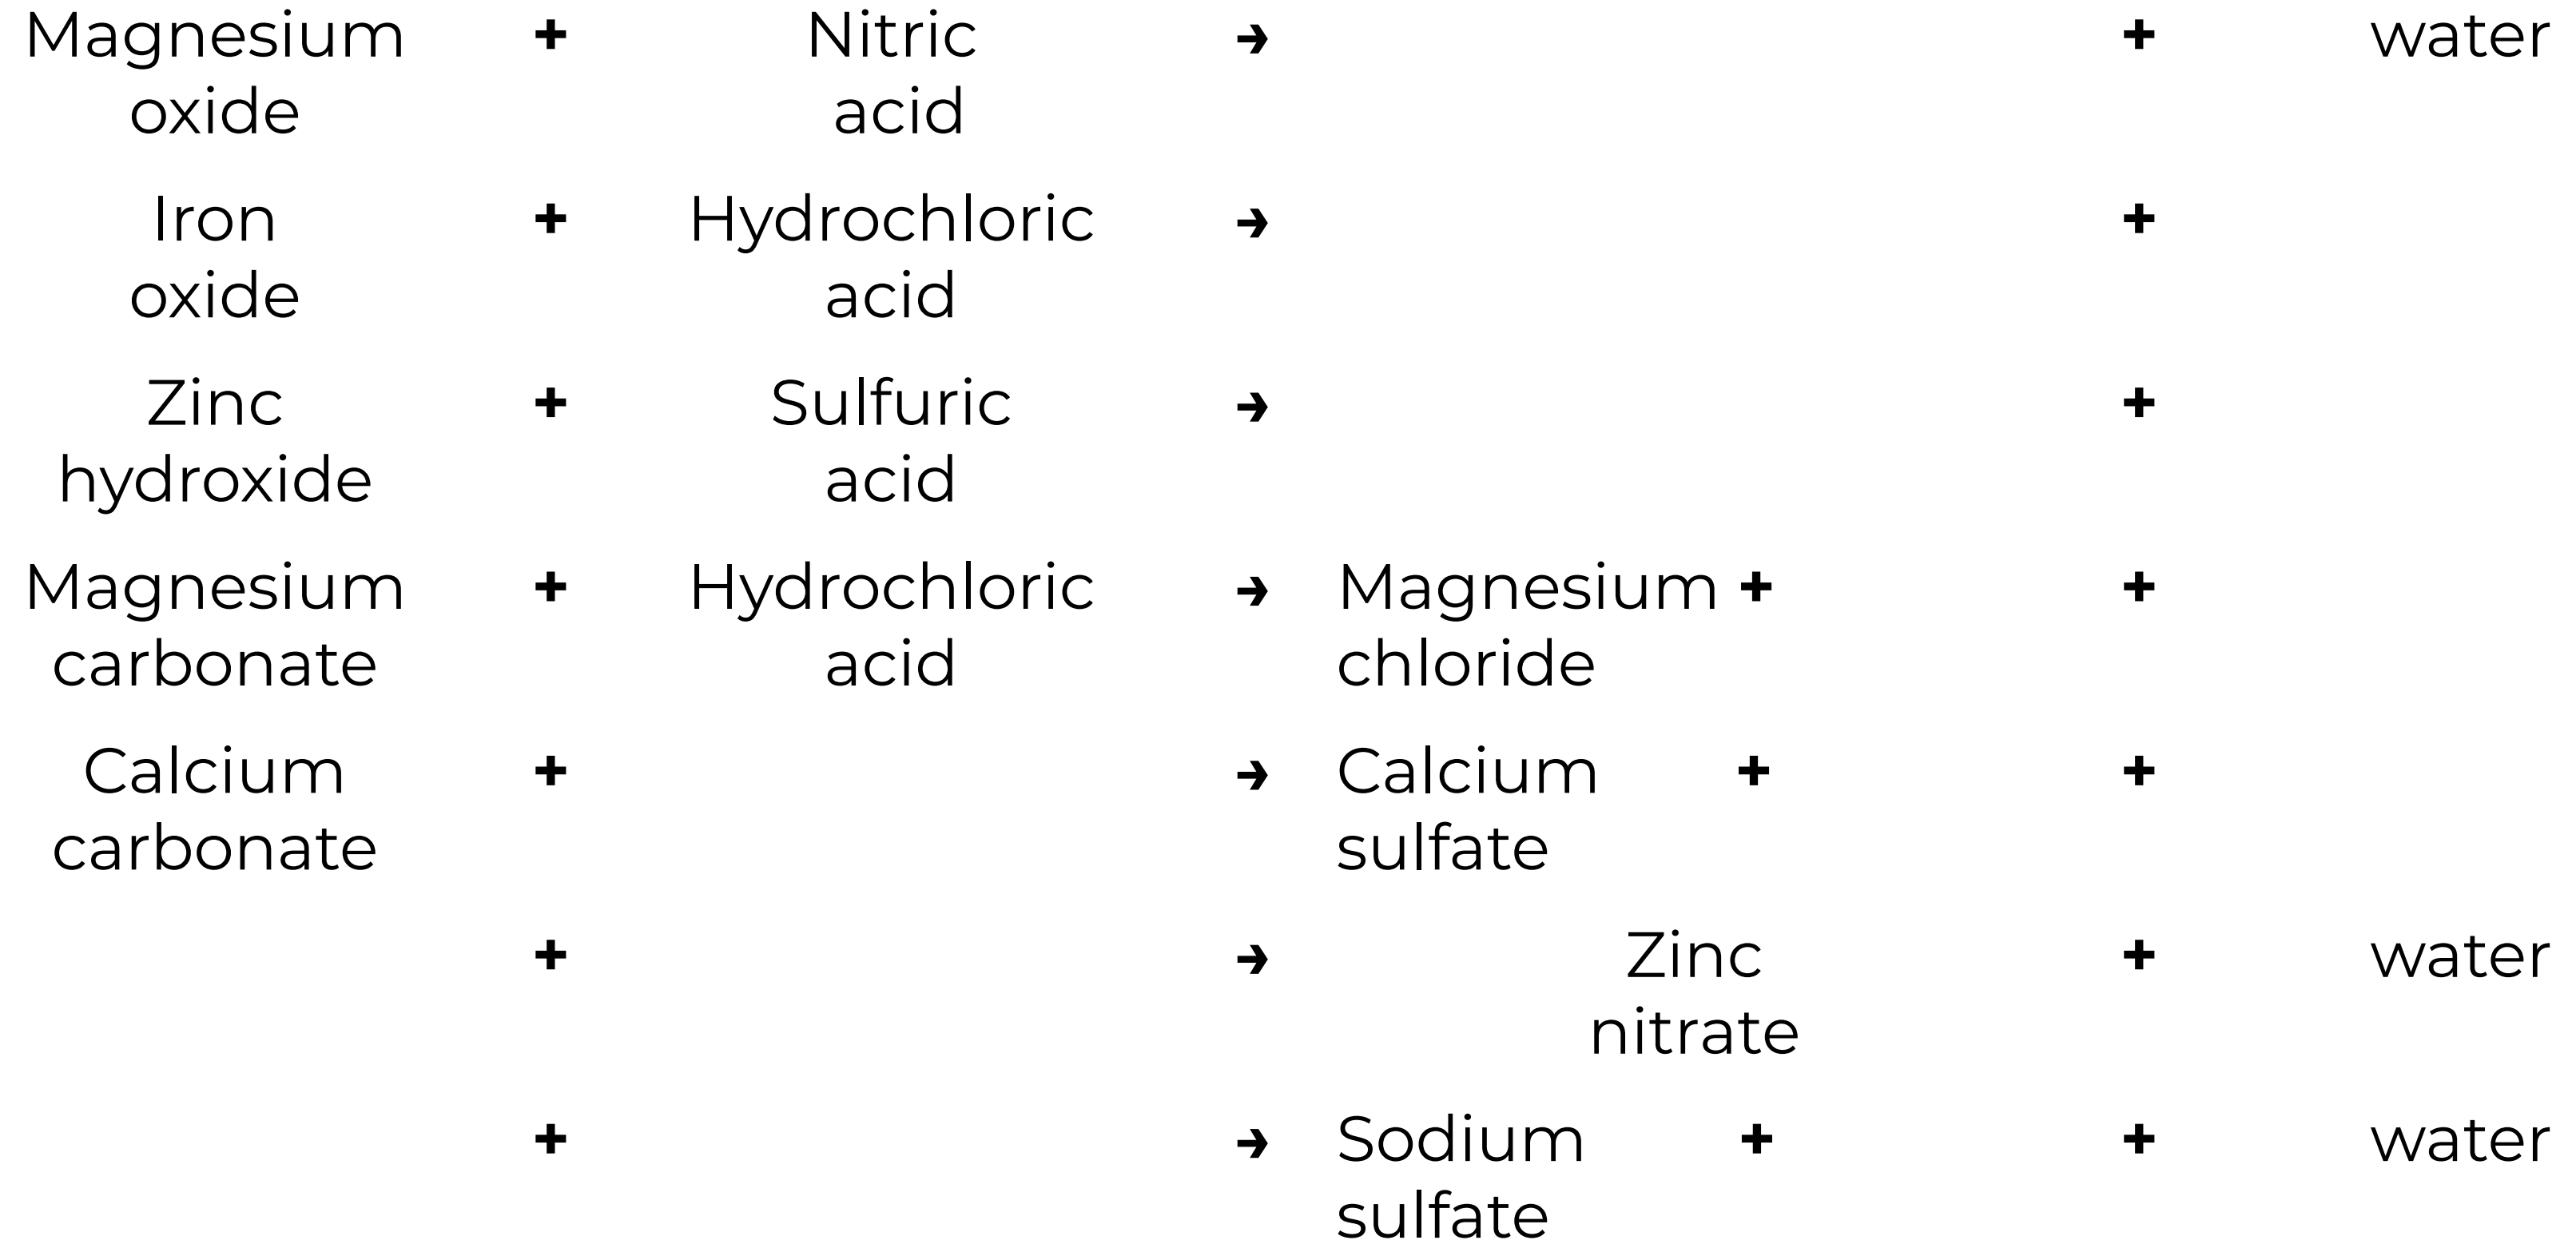 Magnesium + Nitric → + water
oxide acid
Iron + Hydrochloric → +
oxide acid
Zinc + Sulfuric → +
hydroxide acid
Magnesium + Hydrochloric → Magnesium + +
carbonate acid chloride
Calcium + → Calcium + +
carbonate sulfate
+ → Zinc + water
nitrate
+ → Sodium + + water
sulfate